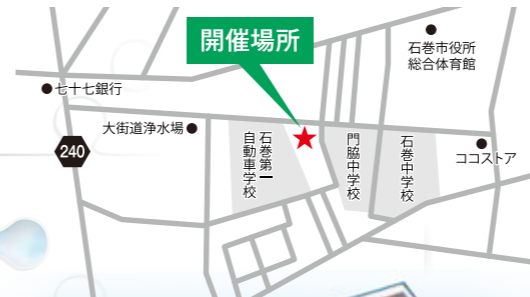 開催場所
石巻市役所
総合体育館
七十七銀行
大街道浄水場
240
石巻第一
自動車学校
門脇中学校
石巻中学校
ココストア